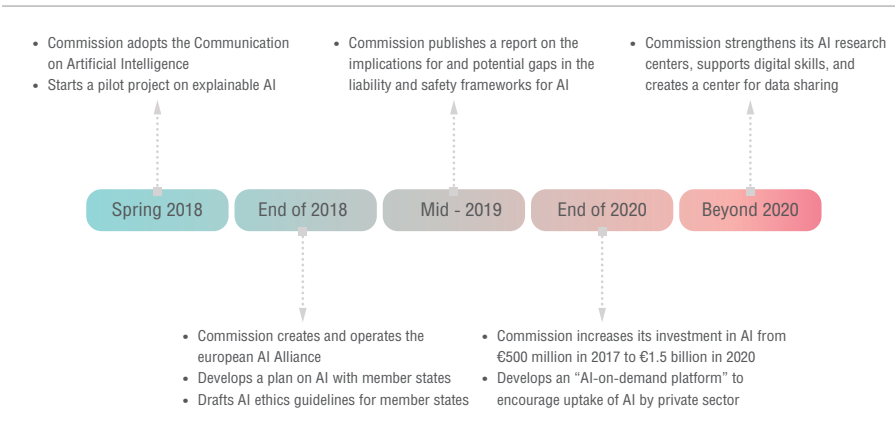 • Commission adopts the Communication
on Artificial Intelligence
• Starts a pilot project on explainable AI
• Commission publishes a report on the
implications for and potential gaps in the
liability and safety frameworks for AI
• Commission strengthens its AI research
centers, supports digital skills, and
creates a center for data sharing
Spring 2018
End of 2018
Mid - 2019
End of 2020
Beyond 2020
• Commission creates and operates the
european AI Alliance
• Develops a plan on AI with member states
• Drafts AI ethics guidelines for member states
• Commission increases its investment in AI from
€500 million in 2017 to €1.5 billion in 2020
• Develops an “AI-on-demand platform” to
encourage uptake of AI by private sector